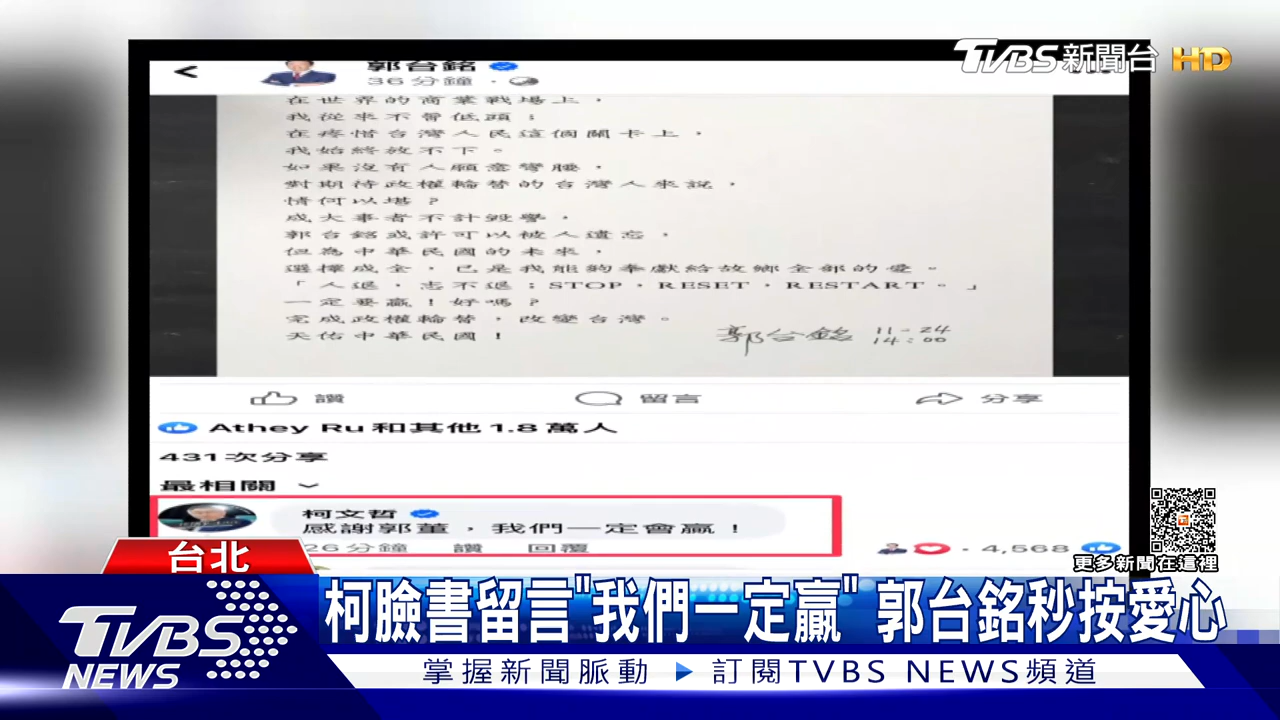 TVBS新聞台 HD
郭台銘
36 分鐘 ·
在世界的商業戰場上，
我從來不曾低頭；
在疼惜台灣人民這個關卡上，
我始終放不下。
如果沒有人願意彎腰，
對期待政權輪替的台灣人來說，
情何以堪？
成大事者不計毀譽，
郭台銘或許可以被人遺忘，
但為中華民國的未來，
選擇成全，已是我能夠奉獻給故鄉全部的愛。
「人退，志不退；STOP，RESET，RESTART。」
一定要贏！好嗎？
完成政權輪替，改變台灣。
天佑中華民國！
郭台銘 11-24
14:00
讚 留言 分享
Athey Ru 和其他 1.8 萬人
431次分享
最相關
柯文哲
感謝郭董，我們一定會贏！
26分鐘 讚 回覆
· 4,568
更多新聞在這裡
台北
柯臉書留言"我們一定贏" 郭台銘秒按愛心
TVBS NEWS
掌握新聞脈動 ▶ 訂閱TVBS NEWS頻道